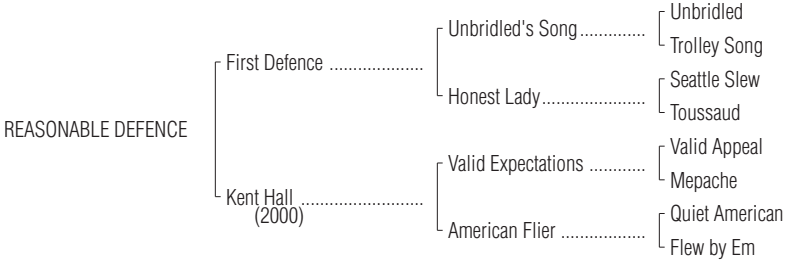 Unbridled
Unbridled's Song..............
Trolley Song
First Defence ....................
Seattle Slew
Honest Lady......................
Toussaud
REASONABLE DEFENCE
Valid Appeal
Valid Expectations ............
Mepache
Kent Hall ..........................
(2000)
Quiet American
American Flier ..................
Flew by Em